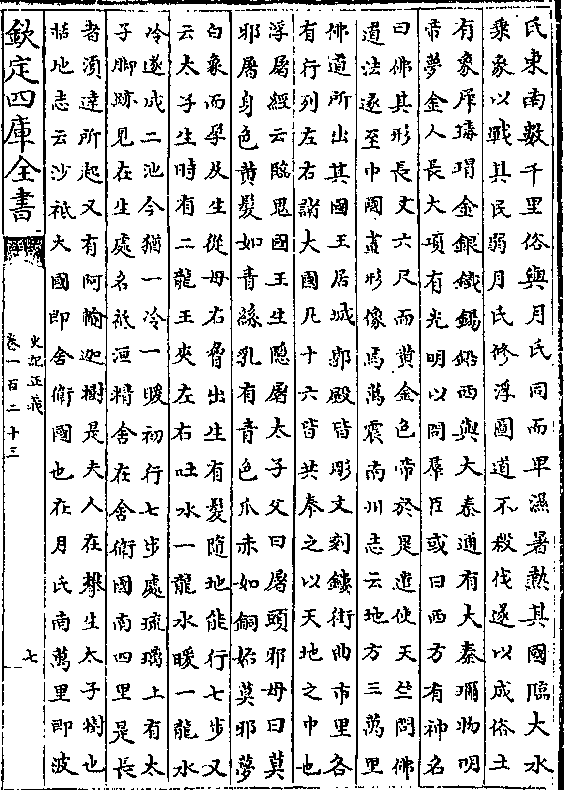 氏東南數千里俗與月氏同而卑濕暑熱其國臨大水
乘象以戰其民弱月氏修浮圖道不殺伐遂以成俗土
有象犀瑇瑁金銀鐵錫鉛西與大秦通有大秦珍物明
帝夢金人長大項有光明以問羣臣或曰西方有神名
曰佛其形長丈六尺而黄金色帝於是遣使天竺問佛
道法遂至中國畫形像焉萬震南州志云地方三萬里
佛道所出其國王居城郭殿皆彫文刻鏤街曲市里各
有行列左右諸大國凡十六皆共奉之以天地之中也
浮屠經云臨兒國王生隱屠太子父曰屠頭邪母曰莫
邪屠身色黄髮如青絲乳有青色爪赤如銅始莫邪夢
白象而孕及生從母右脅出生有髮隨地能行七步又
云太子生時有二龍王夾左右吐水一龍水暖一龍水
冷遂成二池今猶一冷一暖初行七步處琉璃上有太
子脚跡見在生處名祇洹精舍在舍衛國南四里是長
者須達所起又有阿輸迦樹是夫人在攀生太子樹也
括地志云沙祇大國即舍衛國也在月氏南萬里即波
欽定四庫全書
史記正義
卷一百二十三
七